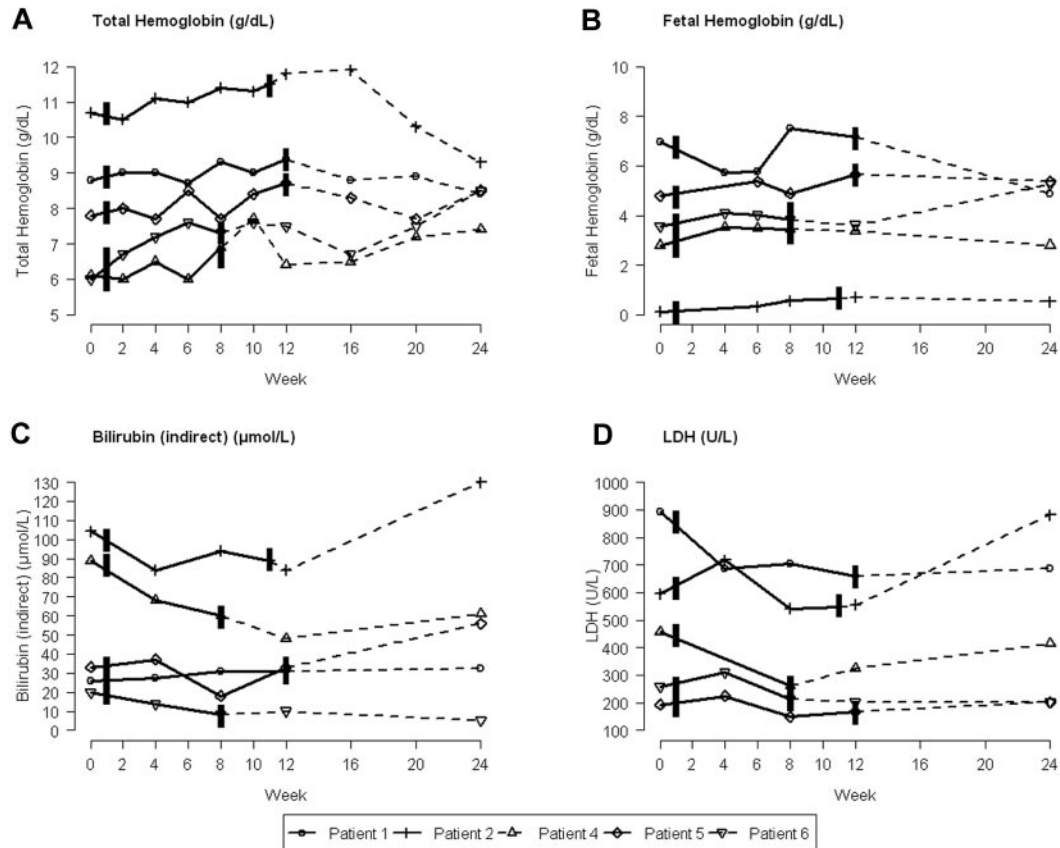 A Total Hemoglobin (g/dL)
Total Hemoglobin (g/dL)
12
11
10
9
8
7
6
5
0 2 4 6 8 10 12 16 20 24
Week
B Fetal Hemoglobin (g/dL)
Fetal Hemoglobin (g/dL)
10
8
6
4
2
0
0 2 4 6 8 10 12 16 20 24
Week
C Bilirubin (indirect) (µmol/L)
Bilirubin (indirect) (µmol/L)
130
110
90
80
70
60
50
40
30
20
10
0
0 2 4 6 8 10 12 16 20 24
Week
D LDH (U/L)
LDH (U/L)
1000
900
800
700
600
500
400
300
200
100
0 2 4 6 8 10 12 16 20 24
Week
Patient 1 Patient 2 Patient 4 Patient 5 Patient 6